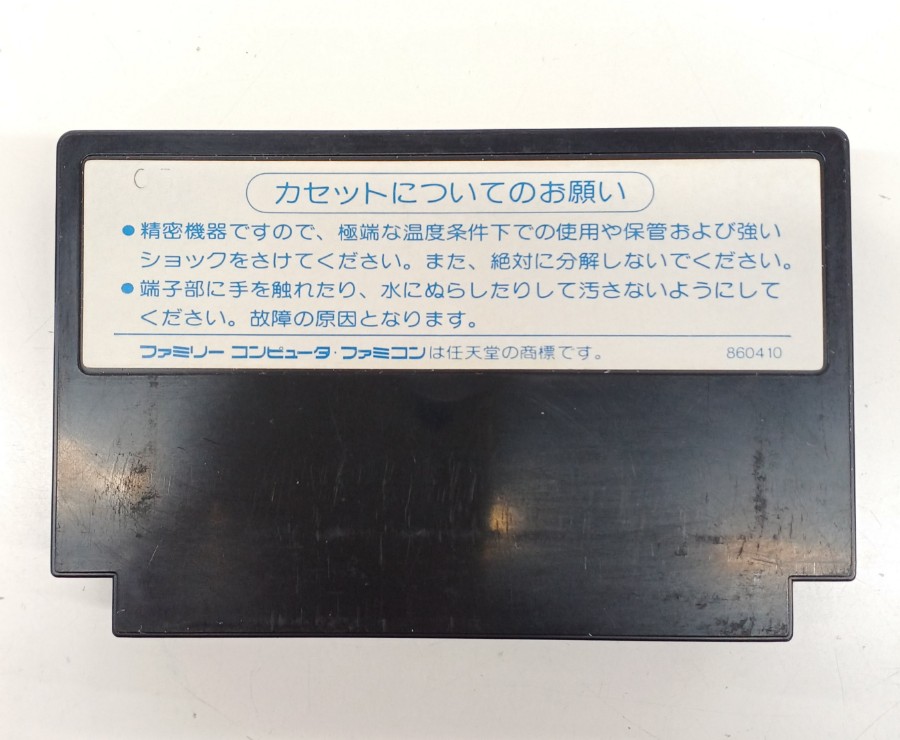 カセットについてのお願い
●精密機器ですので、極端な温度条件下での使用や保管および強い
ショックをさけてください。また、絶対に分解しないでください。
●端子部に手を触れたり、水にぬらしたりして汚さないようにして
ください。故障の原因となります。
ファミリー コンピュータ・ファミコンは任天堂の商標です。 860410